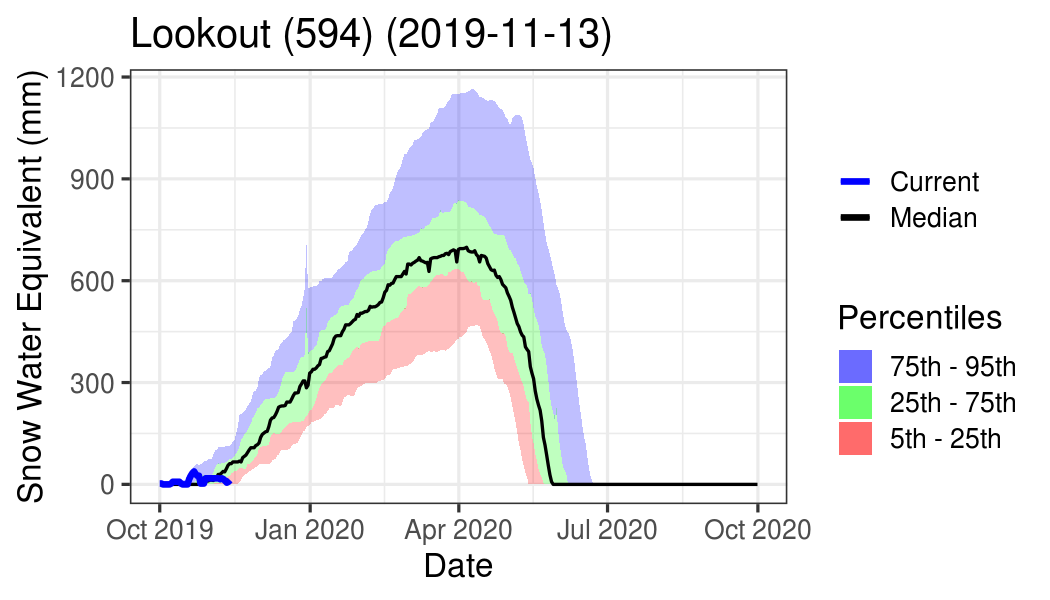 Lookout (594) (2019-11-13)
Snow Water Equivalent (mm)
1200
900
600
300
0
Oct 2019
Jan 2020
Apr 2020
Jul 2020
Oct 2020
Date
Current
Median
Percentiles
75th - 95th
25th - 75th
5th - 25th